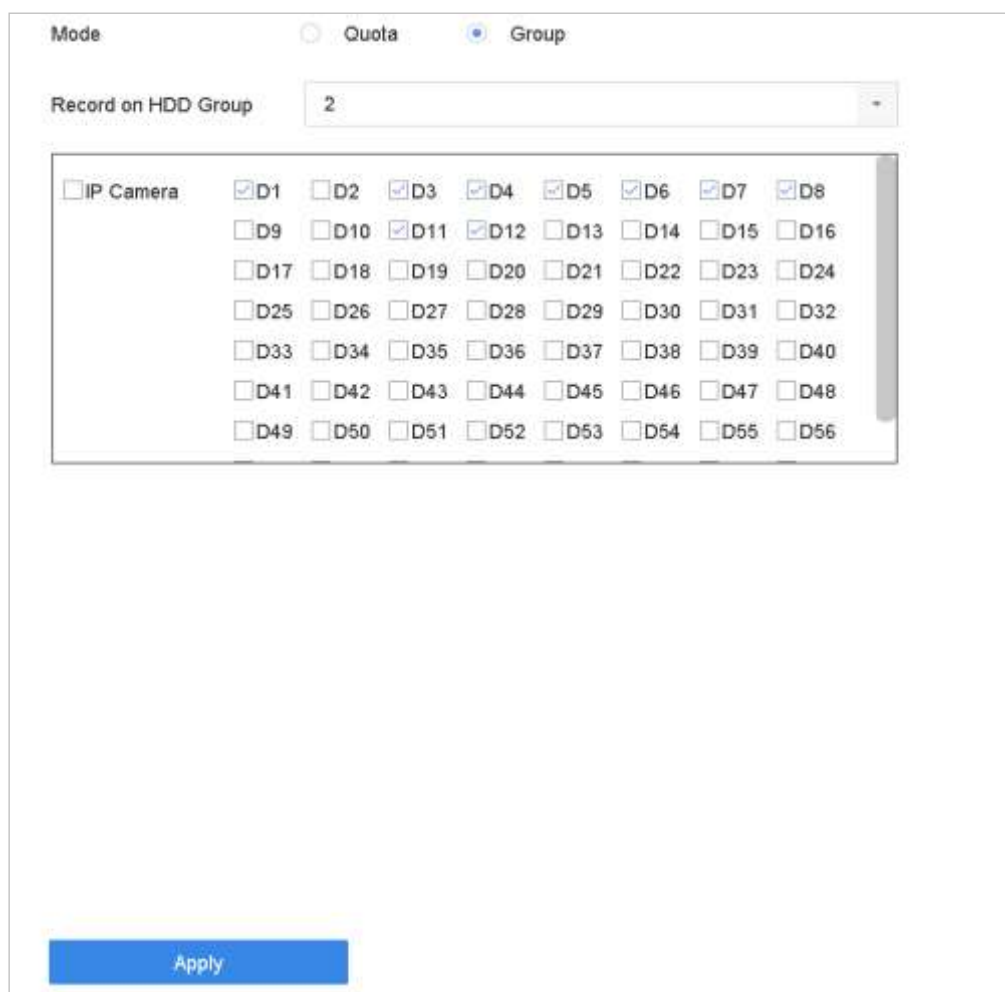 Mode Quota Group
Record on HDD Group 2
IP Camera D1 D2 D3 D4 D5 D6 D7 D8
D9 D10 D11 D12 D13 D14 D15 D16
D17 D18 D19 D20 D21 D22 D23 D24
D25 D26 D27 D28 D29 D30 D31 D32
D33 D34 D35 D36 D37 D38 D39 D40
D41 D42 D43 D44 D45 D46 D47 D48
D49 D50 D51 D52 D53 D54 D55 D56
Apply